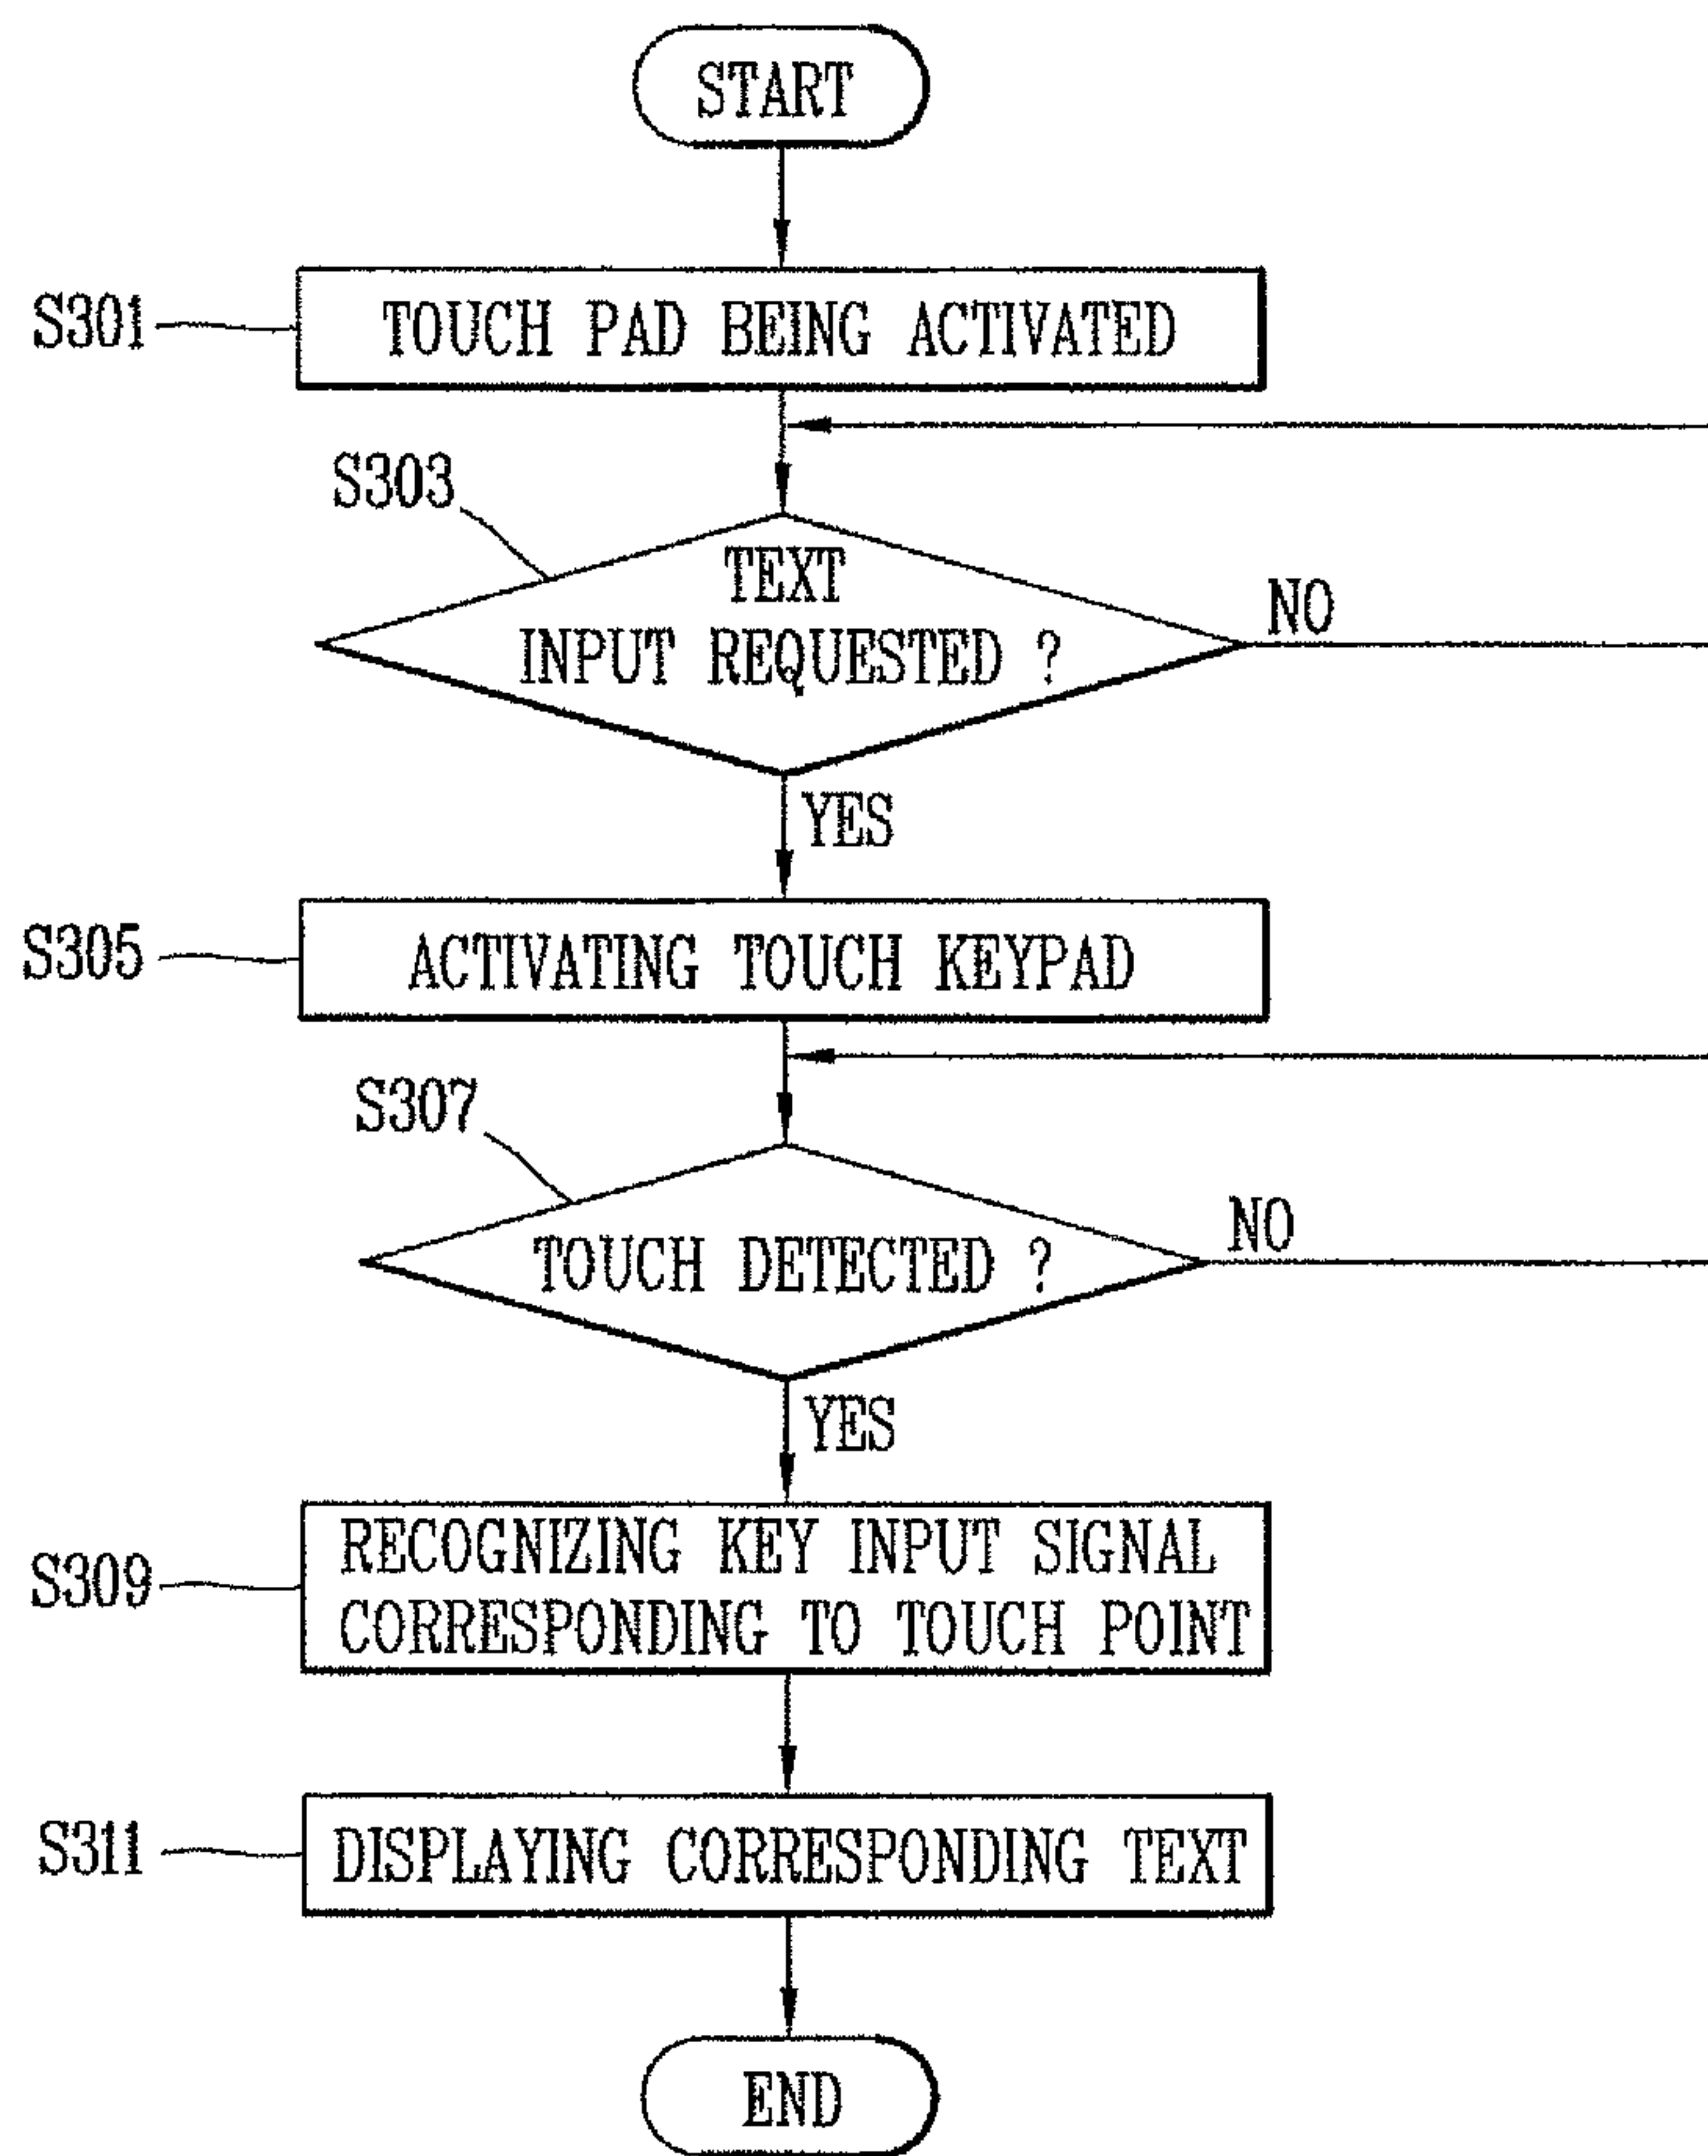 START
S301
TOUCH PAD BEING ACTIVATED
S303
TEXT
INPUT REQUESTED ?
NO
YES
S305
ACTIVATING TOUCH KEYPAD
S307
TOUCH DETECTED ?
NO
YES
S309
RECOGNIZING KEY INPUT SIGNAL
CORRESPONDING TO TOUCH POINT
S311
DISPLAYING CORRESPONDING TEXT
END